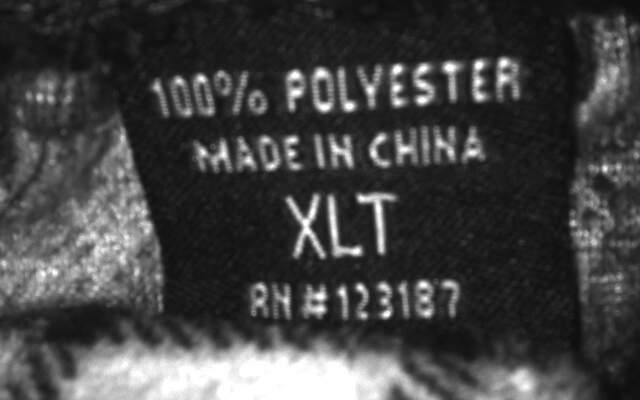 100% POLYESTER
MADE IN CHINA
XLT
RN #123187